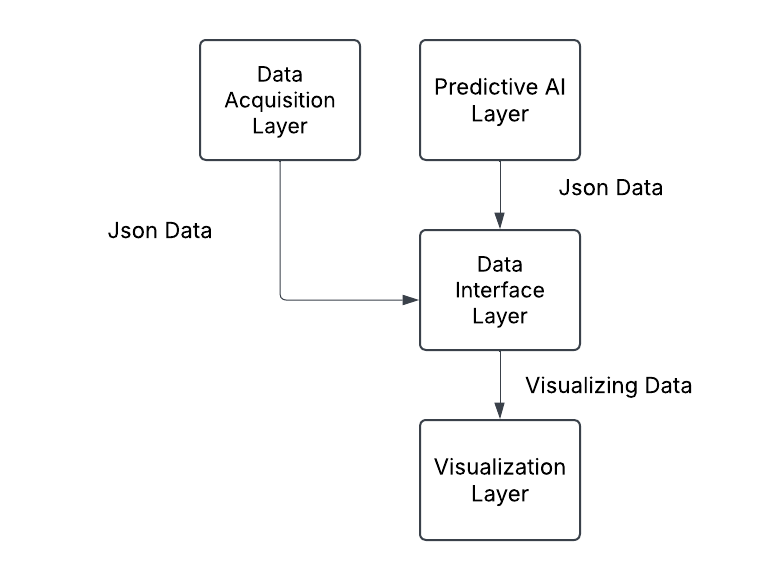 Data
Acquisition
Layer
Predictive AI
Layer
Json Data
Json Data
Data
Interface
Layer
Visualizing Data
Visualization
Layer